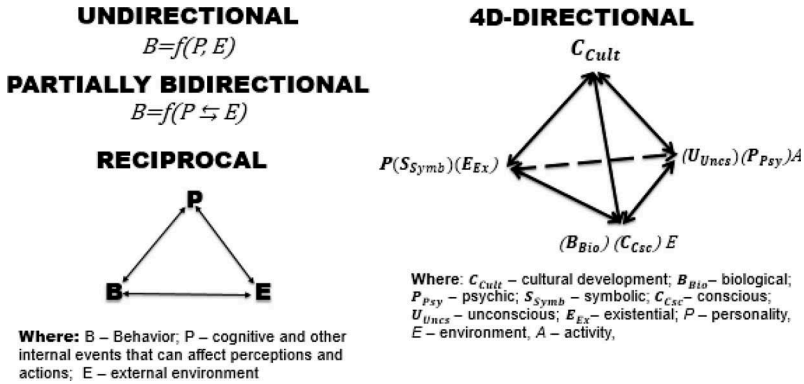 UNDIRECTIONAL
B=f(P, E)
PARTIALLY BIDIRECTIONAL
B=f(P ⇆ E)
RECIPROCAL
P
B
E
Where: B – Behavior; P – cognitive and other
internal events that can affect perceptions and
actions; E – external environment
4D-DIRECTIONAL
C_Cult
P(S_Symb)(E_Ex)
(U_Uncs)(P_Psy)A
(B_Bio)(C_Csc) E
Where: C_Cult – cultural development; B_Bio– biological;
P_Psy – psychic; S_Symb – symbolic; C_Csc– conscious;
U_Uncs – unconscious; E_Ex– existential; P – personality,
E – environment, A – activity,